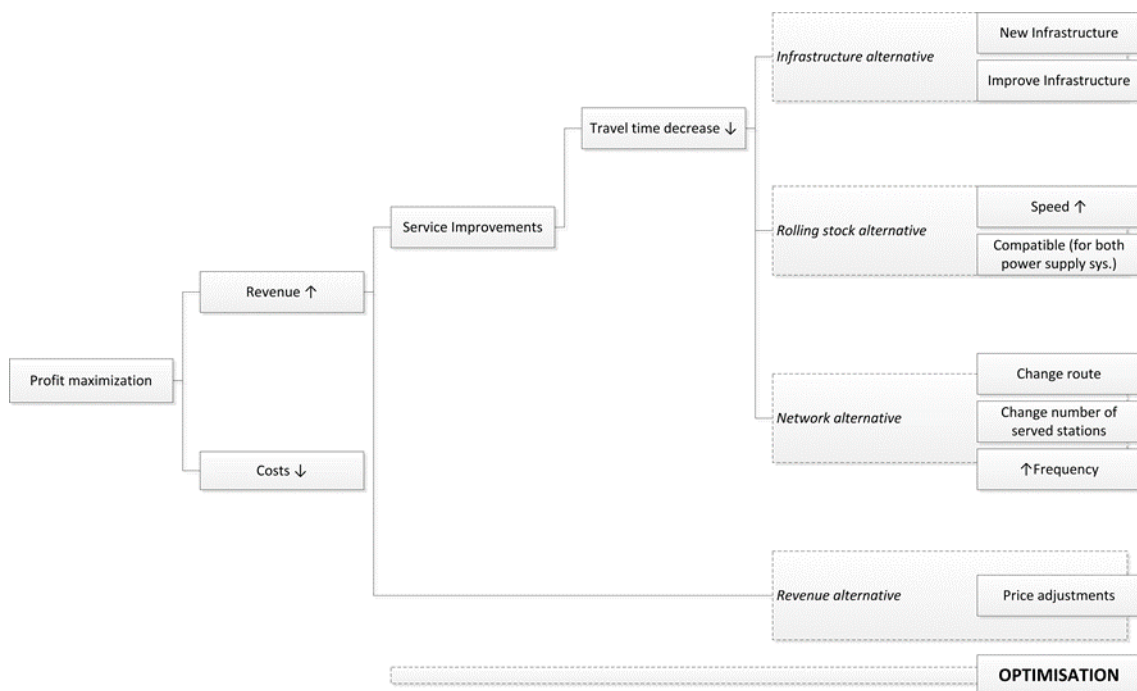 New Infrastructure
Infrastructure alternative
Improve Infrastructure
Travel time decrease ↓
Speed ↑
Service Improvements
Rolling stock alternative
Compatible (for both
power supply sys.)
Revenue ↑
Profit maximization
Change route
Network alternative
Change number of
served stations
Costs ↓
↑Frequency
Revenue alternative
Price adjustments
OPTIMISATION